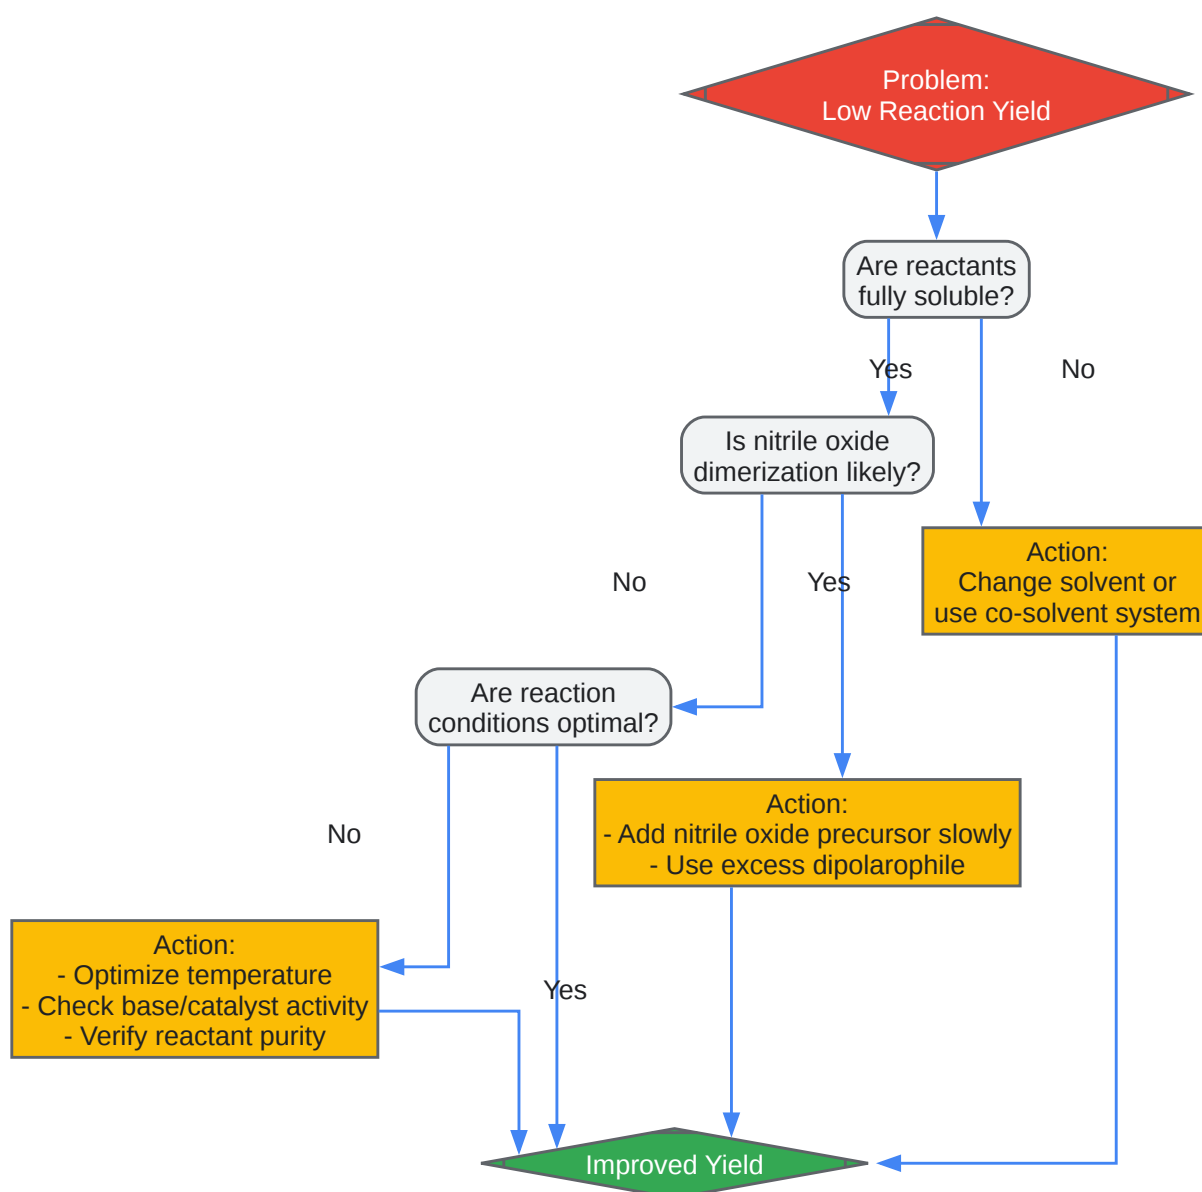 Problem:
Low Reaction Yield
Are reactants
fully soluble?
Yes
No
Is nitrile oxide
dimerization likely?
Action:
Change solvent or
use co-solvent system
No
Yes
Are reaction
conditions optimal?
Action:
- Add nitrile oxide precursor slowly
- Use excess dipolarophile
No
Action:
- Optimize temperature
- Check base/catalyst activity
- Verify reactant purity
Yes
Improved Yield